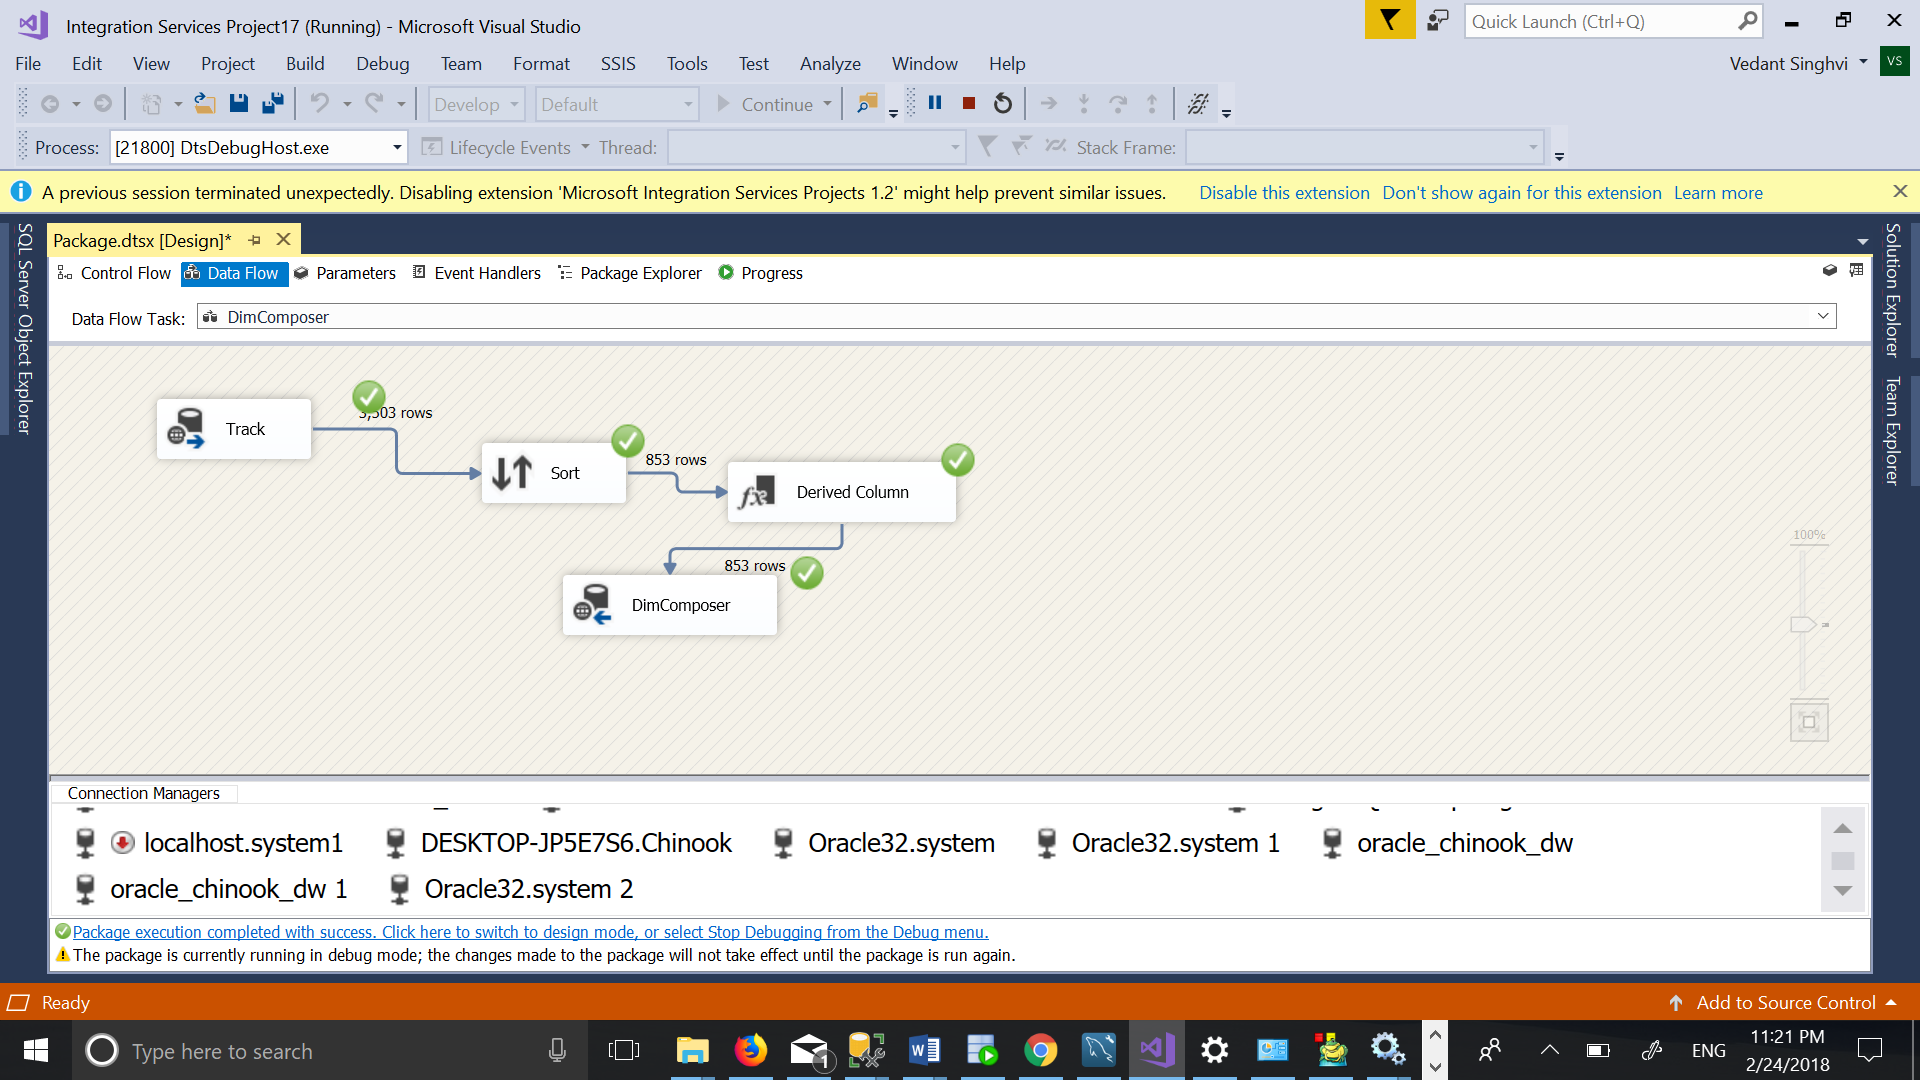 Integration Services Project17 (Running) - Microsoft Visual Studio
Quick Launch (Ctrl+Q)
File Edit View Project Build Debug Team Format SSIS Tools Test Analyze Window Help
Vedant Singhvi VS
Develop Default Continue
Process: [21800] DtsDebugHost.exe Lifecycle Events Thread: Stack Frame:
A previous session terminated unexpectedly. Disabling extension 'Microsoft Integration Services Projects 1.2' might help prevent similar issues. Disable this extension Don't show again for this extension Learn more
SQL Server Object Explorer
Package.dtsx [Design]*
Control Flow Data Flow Parameters Event Handlers Package Explorer Progress
Data Flow Task: DimComposer
Solution Explorer
Team Explorer
Track
3,503 rows
Sort
853 rows
Derived Column
853 rows
DimComposer
100%
Connection Managers
localhost.system1 DESKTOP-JP5E7S6.Chinook Oracle32.system Oracle32.system 1 oracle_chinook_dw
oracle_chinook_dw 1 Oracle32.system 2
Package execution completed with success. Click here to switch to design mode, or select Stop Debugging from the Debug menu.
The package is currently running in debug mode; the changes made to the package will not take effect until the package is run again.
Ready
Add to Source Control
Type here to search
1
ENG
11:21 PM
2/24/2018